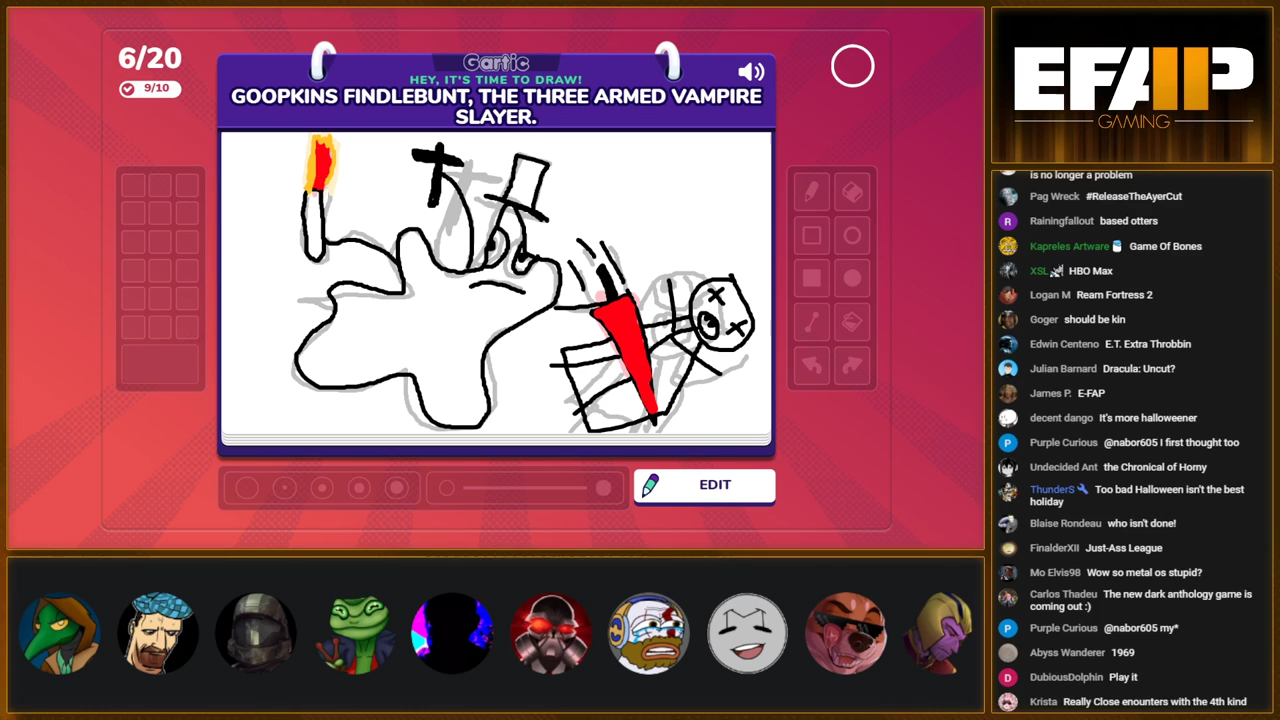 6/20
9/10
Gartic
HEY, IT'S TIME TO DRAW!
GOOPKINS FINDLEBUNT, THE THREE ARMED VAMPIRE
SLAYER.
EDIT
EFAP
GAMING
is no longer a problem
Pag Wreck #ReleaseTheAyerCut
R Rainingfallout based otters
Kapreles Artware Game Of Bones
XSL HBO Max
Logan M Ream Fortress 2
Goger should be kin
Edwin Centeno E.T. Extra Throbbin
Julian Barnard Dracula: Uncut?
James P. E-FAP
decent dango It's more halloweener
P Purple Curious @nabor605 I first thought too
Undecided Ant the Chronical of Horny
ThunderS Too bad Halloween isn't the best
holiday
Blaise Rondeau who isn't done!
FinalderXII Just-Ass League
Mo Elvis98 Wow so metal os stupid?
Carlos Thadeu The new dark anthology game is
coming out :)
P Purple Curious @nabor605 my*
Abyss Wanderer 1969
D DubiousDolphin Play it
Krista Really Close enounters with the 4th kind